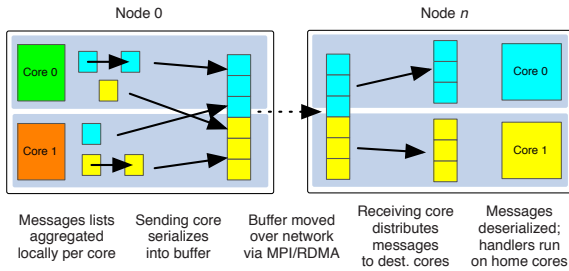 Node 0
Node n
Core 0
Core 0
Core 1
Core 1
Messages lists
aggregated
locally per core
Sending core
serializes
into buffer
Buffer moved
over network
via MPI/RDMA
Receiving core
distributes
messages
to dest. cores
Messages
deserialized;
handlers run
on home cores